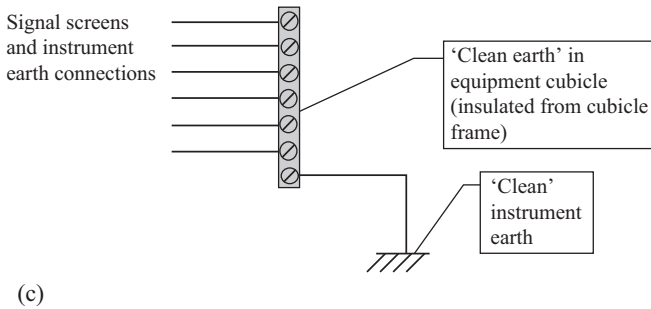 Signal screens
and instrument
earth connections
‘Clean earth’ in
equipment cubicle
(insulated from cubicle
frame)
‘Clean’
instrument
earth
(c)